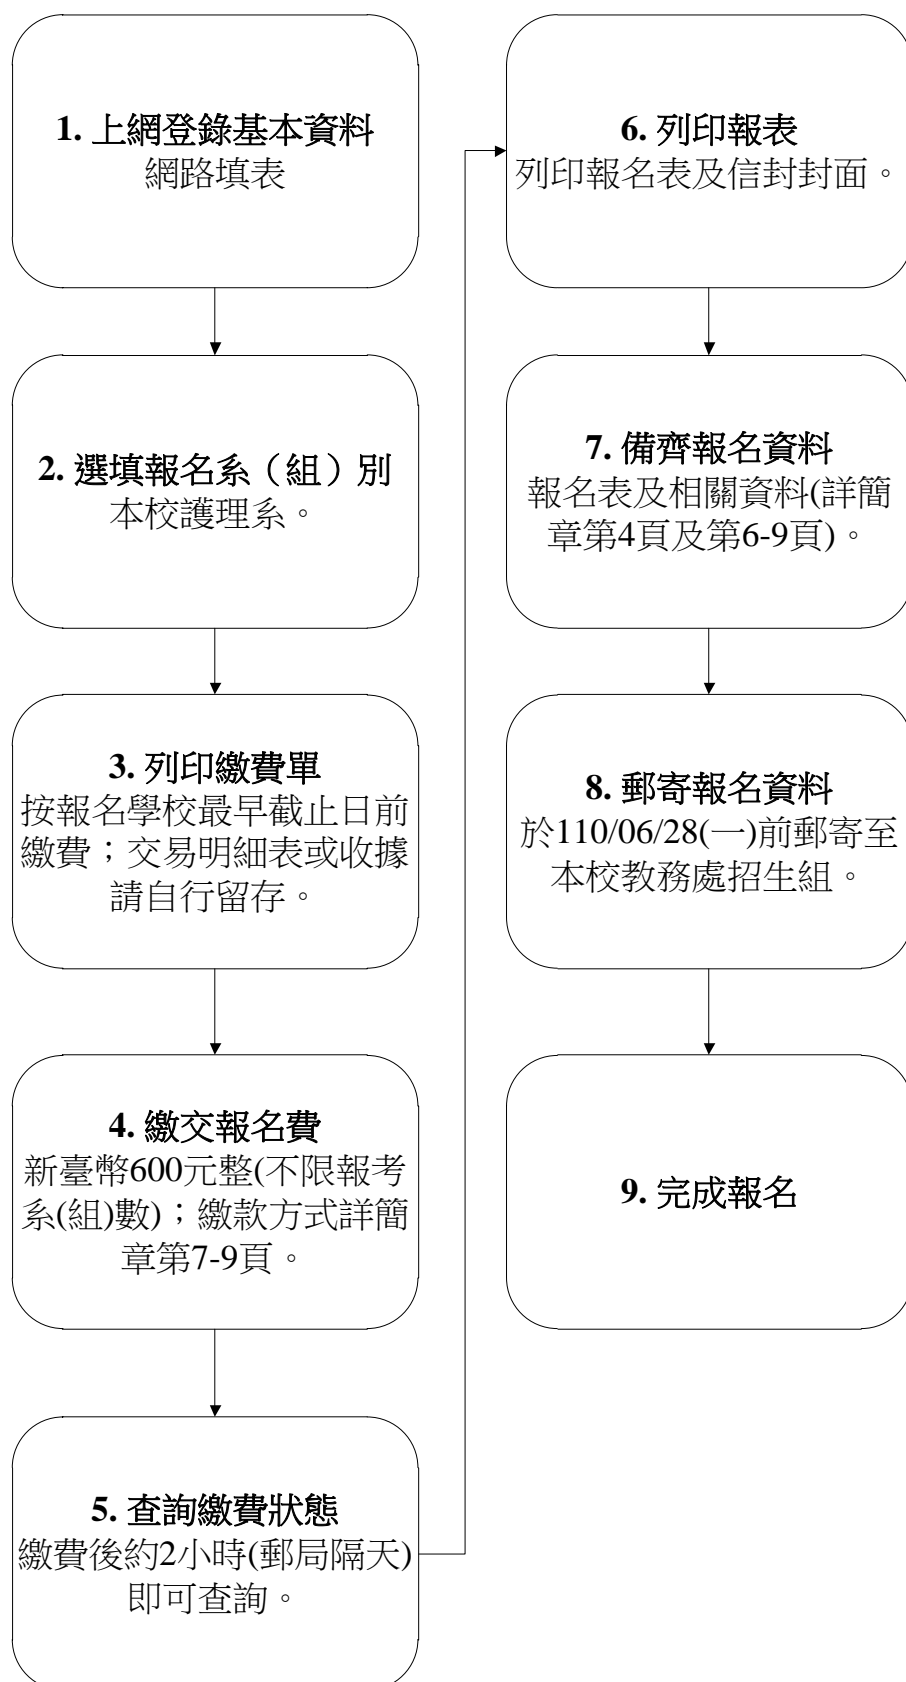 1. 上網登錄基本資料
網路填表
2. 選填報名系（組）別
本校護理系。
3. 列印繳費單
按報名學校最早截止日前
繳費；交易明細表或收據
請自行留存。
4. 繳交報名費
新臺幣600元整(不限報考
系(組)數)；繳款方式詳簡
章第7-9頁。
5. 查詢繳費狀態
繳費後約2小時(郵局隔天)
即可查詢。
6. 列印報表
列印報名表及信封封面。
7. 備齊報名資料
報名表及相關資料(詳簡
章第4頁及第6-9頁)。
8. 郵寄報名資料
於110/06/28(一)前郵寄至
本校教務處招生組。
9. 完成報名